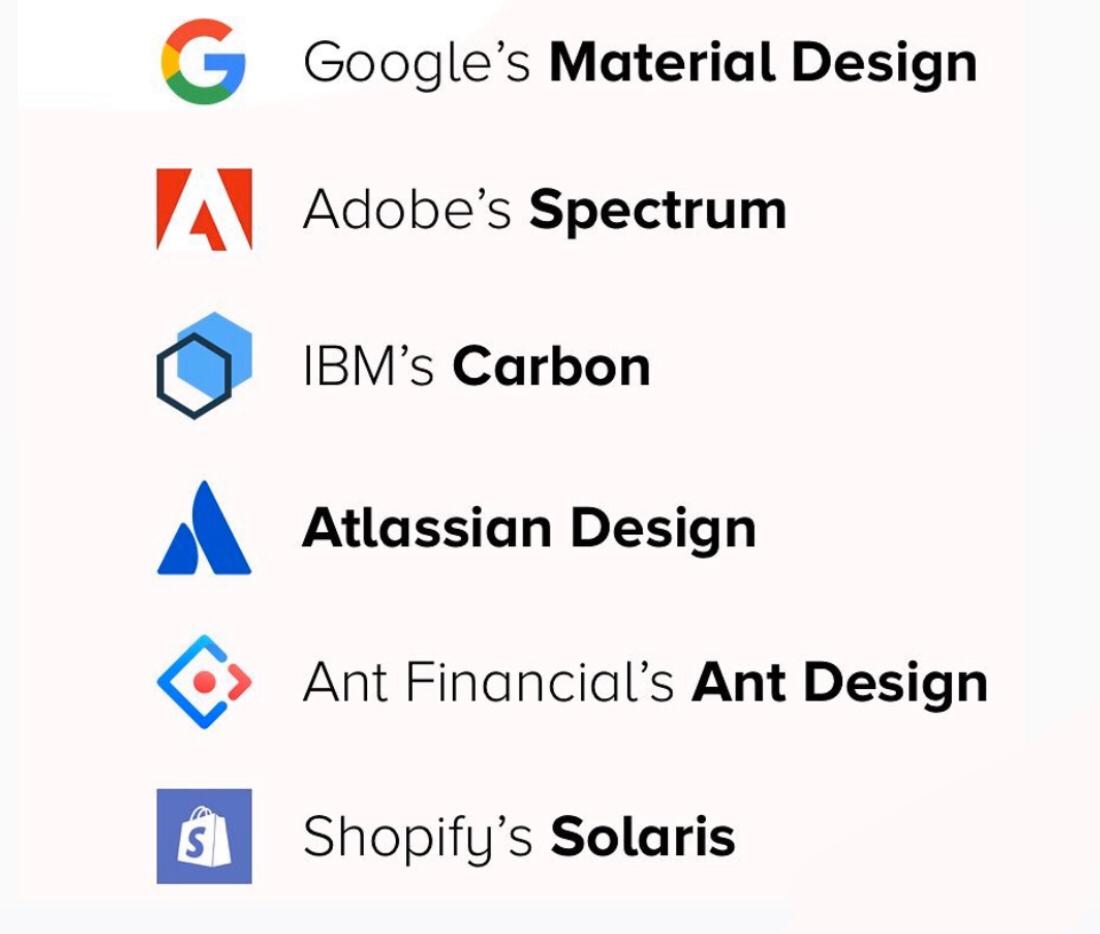 Google’s Material Design
Adobe’s Spectrum
IBM’s Carbon
Atlassian Design
Ant Financial’s Ant Design
Shopify’s Solaris